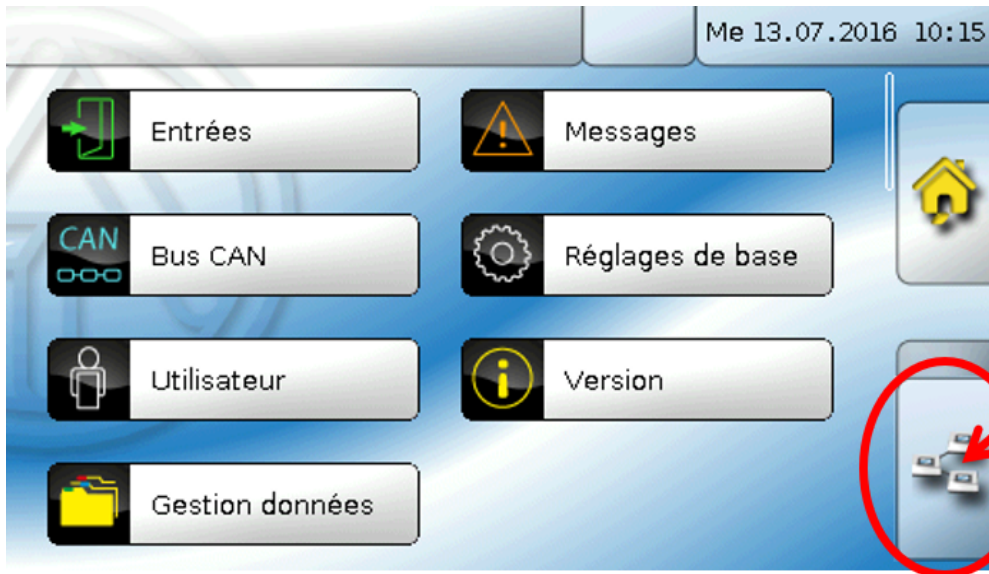 Me 13.07.2016 10:15
Entrées
Messages
CAN
Bus CAN
Réglages de base
Utilisateur
Version
Gestion données